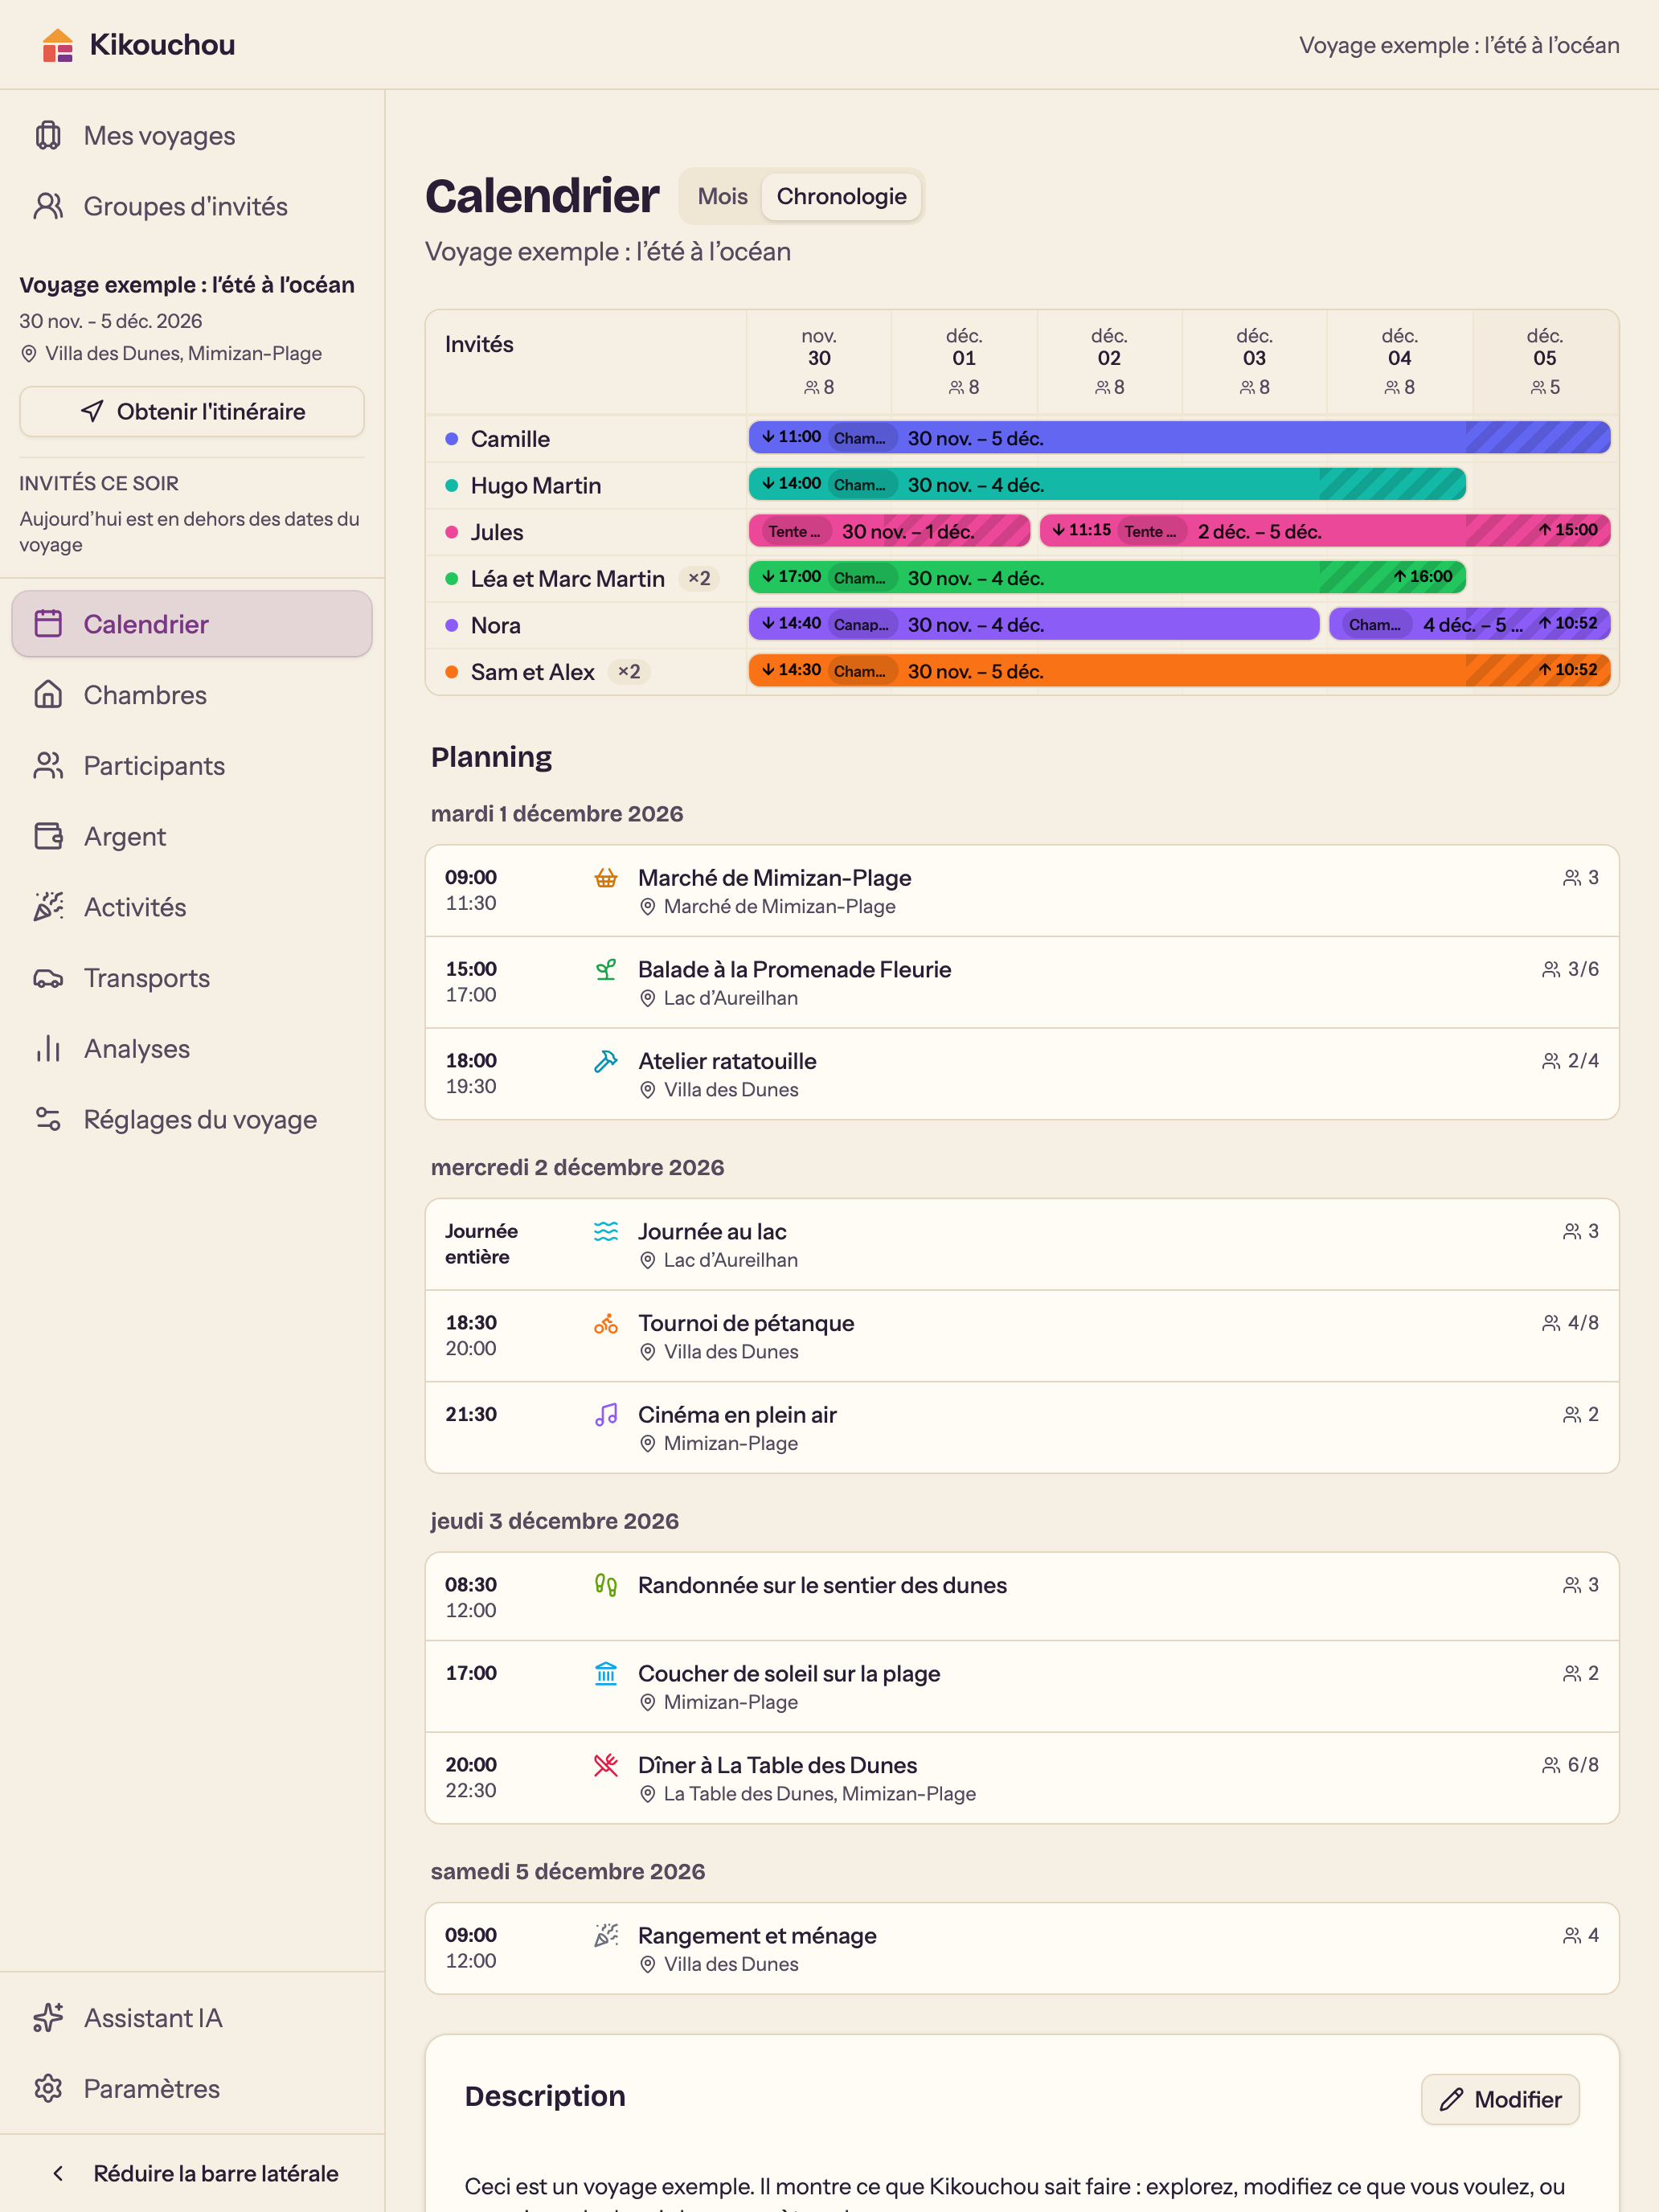 Kikouchou
Voyage exemple : l’été à l’océan
Mes voyages
Groupes d'invités
Voyage exemple : l’été à l’océan
30 nov. - 5 déc. 2026
Villa des Dunes, Mimizan-Plage
Obtenir l'itinéraire
INVITÉS CE SOIR
Aujourd’hui est en dehors des dates du
voyage
Calendrier
Chambres
Participants
Argent
Activités
Transports
Analyses
Réglages du voyage
Assistant IA
Paramètres
Réduire la barre latérale
Calendrier
Mois
Chronologie
Voyage exemple : l’été à l’océan
Invités
nov. 30 8
déc. 01 8
déc. 02 8
déc. 03 8
déc. 04 8
déc. 05 5
Camille ↓ 11:00 Cham... 30 nov. – 5 déc.
Hugo Martin ↓ 14:00 Cham... 30 nov. – 4 déc.
Jules Tente ... 30 nov. – 1 déc. ↓ 11:15 Tente ... 2 déc. – 5 déc. ↑ 15:00
Léa et Marc Martin ×2 ↓ 17:00 Cham... 30 nov. – 4 déc. ↑ 16:00
Nora ↓ 14:40 Canap... 30 nov. – 4 déc. Cham... 4 déc. – 5 ... ↑ 10:52
Sam et Alex ×2 ↓ 14:30 Cham... 30 nov. – 5 déc. ↑ 10:52
Planning
mardi 1 décembre 2026
09:00 Marché de Mimizan-Plage 3
11:30 Marché de Mimizan-Plage
15:00 Balade à la Promenade Fleurie 3/6
17:00 Lac d’Aureilhan
18:00 Atelier ratatouille 2/4
19:30 Villa des Dunes
mercredi 2 décembre 2026
Journée Journée au lac 3
entière Lac d’Aureilhan
18:30 Tournoi de pétanque 4/8
20:00 Villa des Dunes
21:30 Cinéma en plein air 2
Mimizan-Plage
jeudi 3 décembre 2026
08:30 Randonnée sur le sentier des dunes 3
12:00
17:00 Coucher de soleil sur la plage 2
Mimizan-Plage
20:00 Dîner à La Table des Dunes 6/8
22:30 La Table des Dunes, Mimizan-Plage
samedi 5 décembre 2026
09:00 Rangement et ménage 4
12:00 Villa des Dunes
Description
Modifier
Ceci est un voyage exemple. Il montre ce que Kikouchou sait faire : explorez, modifiez ce que vous voulez, ou